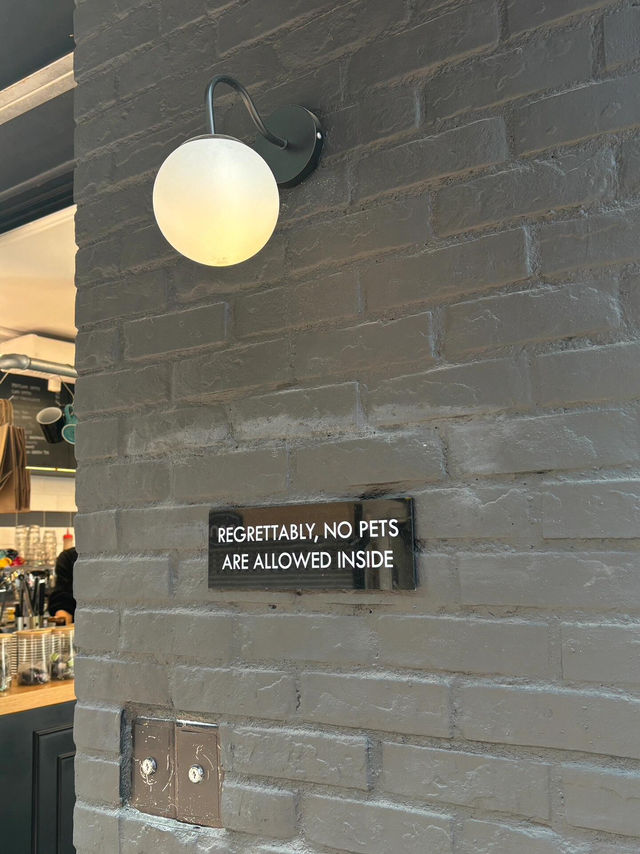 REGRETTABLY, NO PETS
ARE ALLOWED INSIDE